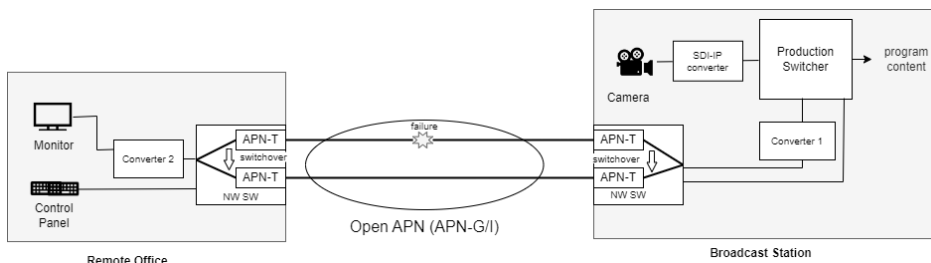 SDI-IP
converter
Production
Switcher
program
content
Camera
failure
Monitor
Converter 2
APN-T
switchover
APN-T
NW SW
APN-T
switchover
APN-T
NW SW
Converter 1
Control
Panel
Open APN (APN-G/I)
Remote Office
Broadcast Station